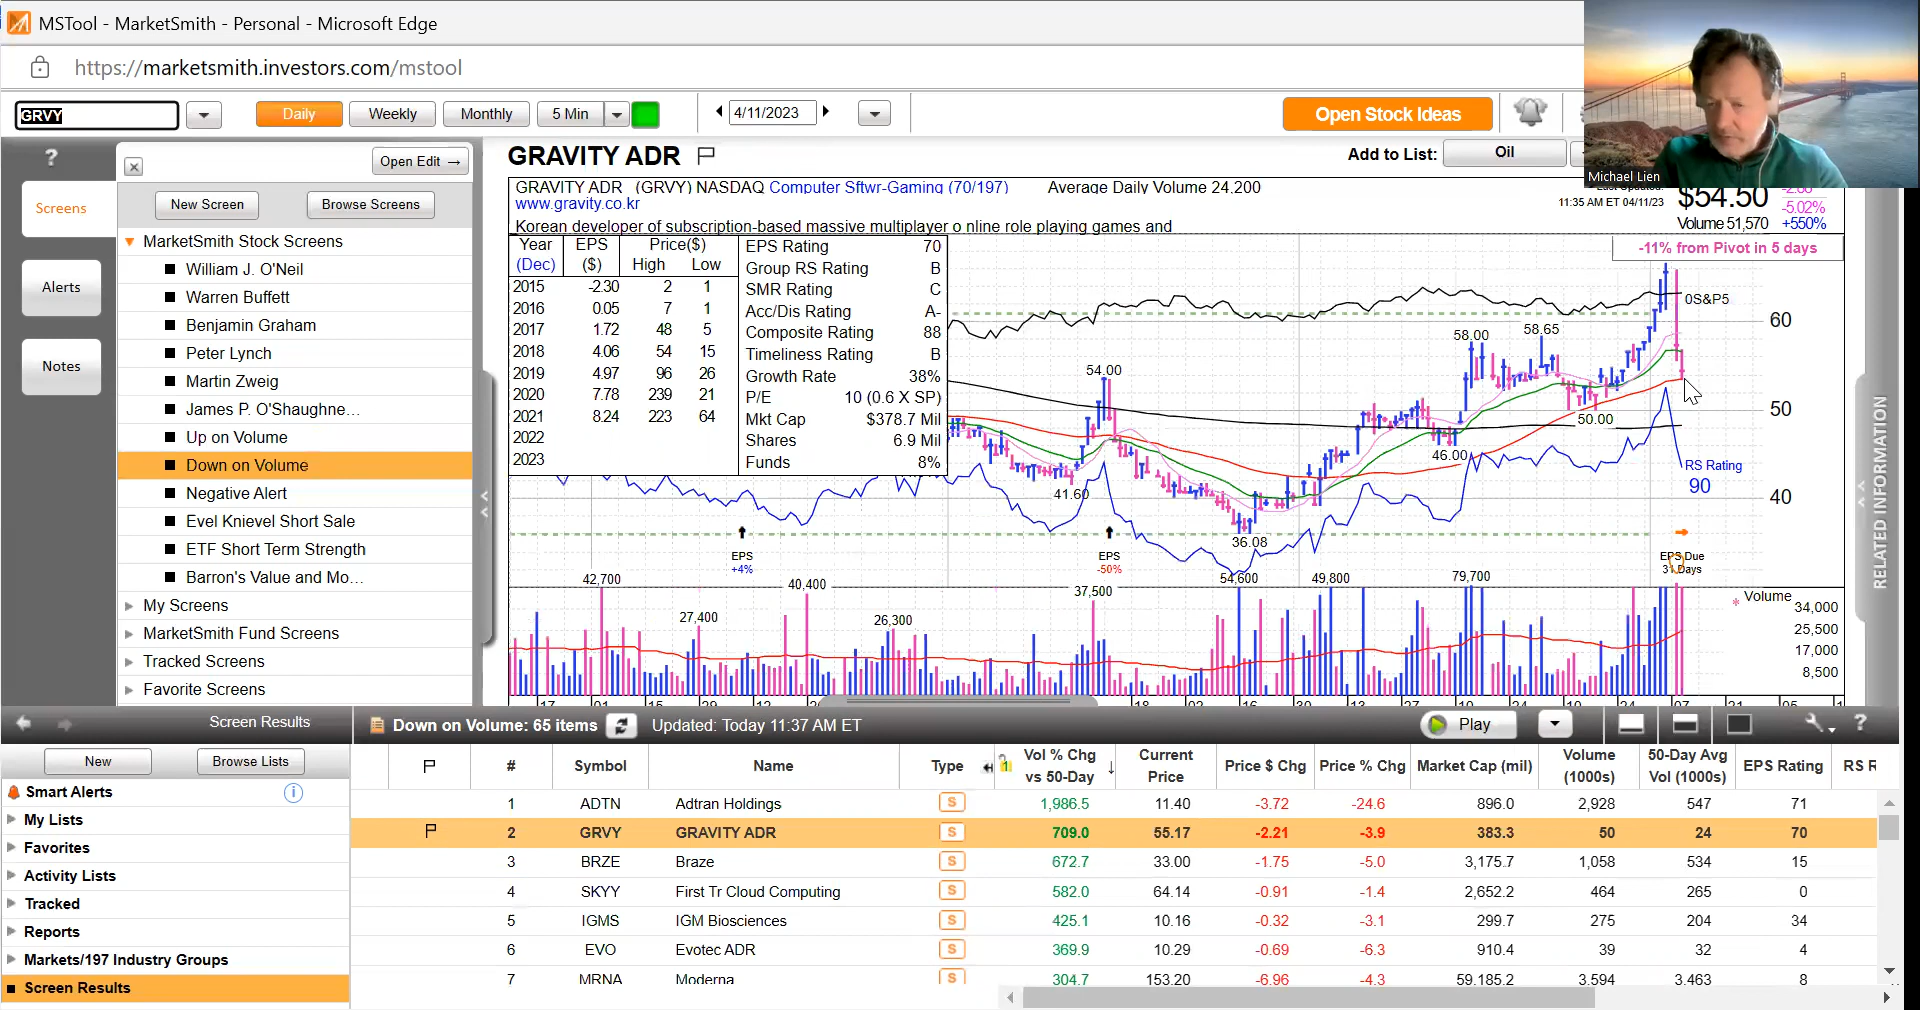 MSTool - MarketSmith - Personal - Microsoft Edge
https://marketsmith.investors.com/mstool
GRVY
Daily
Weekly
Monthly
5 Min
4/11/2023
Open Stock Ideas
Michael Lien
?
Screens
Alerts
Notes
Open Edit →
New Screen
Browse Screens
MarketSmith Stock Screens
William J. O'Neil
Warren Buffett
Benjamin Graham
Peter Lynch
Martin Zweig
James P. O'Shaughne...
Up on Volume
Down on Volume
Negative Alert
Evel Knievel Short Sale
ETF Short Term Strength
Barron's Value and Mo...
My Screens
MarketSmith Fund Screens
Tracked Screens
Favorite Screens
GRAVITY ADR
Add to List:
Oil
GRAVITY ADR (GRVY) NASDAQ Computer Sftwr-Gaming (70/197) Average Daily Volume 24,200
www.gravity.co.kr
Korean developer of subscription-based massive multiplayer o nline role playing games and
11:35 AM ET 04/11/23
$54.50
-5.02%
Volume 51,570 +550%
-11% from Pivot in 5 days
Year EPS Price($)
(Dec) ($) High Low
2015 -2.30 2 1
2016 0.05 7 1
2017 1.72 48 5
2018 4.06 54 15
2019 4.97 96 26
2020 7.78 239 21
2021 8.24 223 64
2022
2023
EPS Rating 70
Group RS Rating B
SMR Rating C
Acc/Dis Rating A-
Composite Rating 88
Timeliness Rating B
Growth Rate 38%
P/E 10 (0.6 X SP)
Mkt Cap $378.7 Mil
Shares 6.9 Mil
Funds 8%
0S&P5
60
58.00
58.65
54.00
50
50.00
46.00
RS Rating
90
41.60
40
36.08
EPS
+4%
EPS
-50%
EPS Due
31 Days
42,700
40,400
54,600
49,800
79,700
37,500
27,400
26,300
Volume
34,000
25,500
17,000
8,500
RELATED INFORMATION
Screen Results
Down on Volume: 65 items
Updated: Today 11:37 AM ET
Play
?
New
Browse Lists
Smart Alerts
My Lists
Favorites
Activity Lists
Tracked
Reports
Markets/197 Industry Groups
Screen Results
# Symbol Name Type Vol % Chg vs 50-Day Current Price Price $ Chg Price % Chg Market Cap (mil) Volume (1000s) 50-Day Avg Vol (1000s) EPS Rating RS R
1 ADTN Adtran Holdings S 1,986.5 11.40 -3.72 -24.6 896.0 2,928 547 71
2 GRVY GRAVITY ADR S 709.0 55.17 -2.21 -3.9 383.3 50 24 70
3 BRZE Braze S 672.7 33.00 -1.75 -5.0 3,175.7 1,058 534 15
4 SKYY First Tr Cloud Computing S 582.0 64.14 -0.91 -1.4 2,652.2 464 265 0
5 IGMS IGM Biosciences S 425.1 10.16 -0.32 -3.1 299.7 275 204 34
6 EVO Evotec ADR S 369.9 10.29 -0.69 -6.3 910.4 39 32 4
7 MRNA Moderna S 304.7 153.20 -6.96 -4.3 59,185.2 3,594 3,463 8